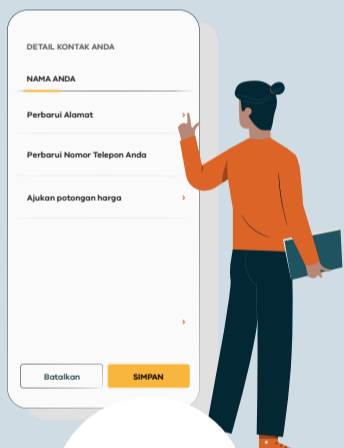 DETAIL KONTAK ANDA
NAMA ANDA
Perbarui Alamat
Perbarui Nomor Telepon Anda
Ajukan potongan harga
Batalkan SIMPAN